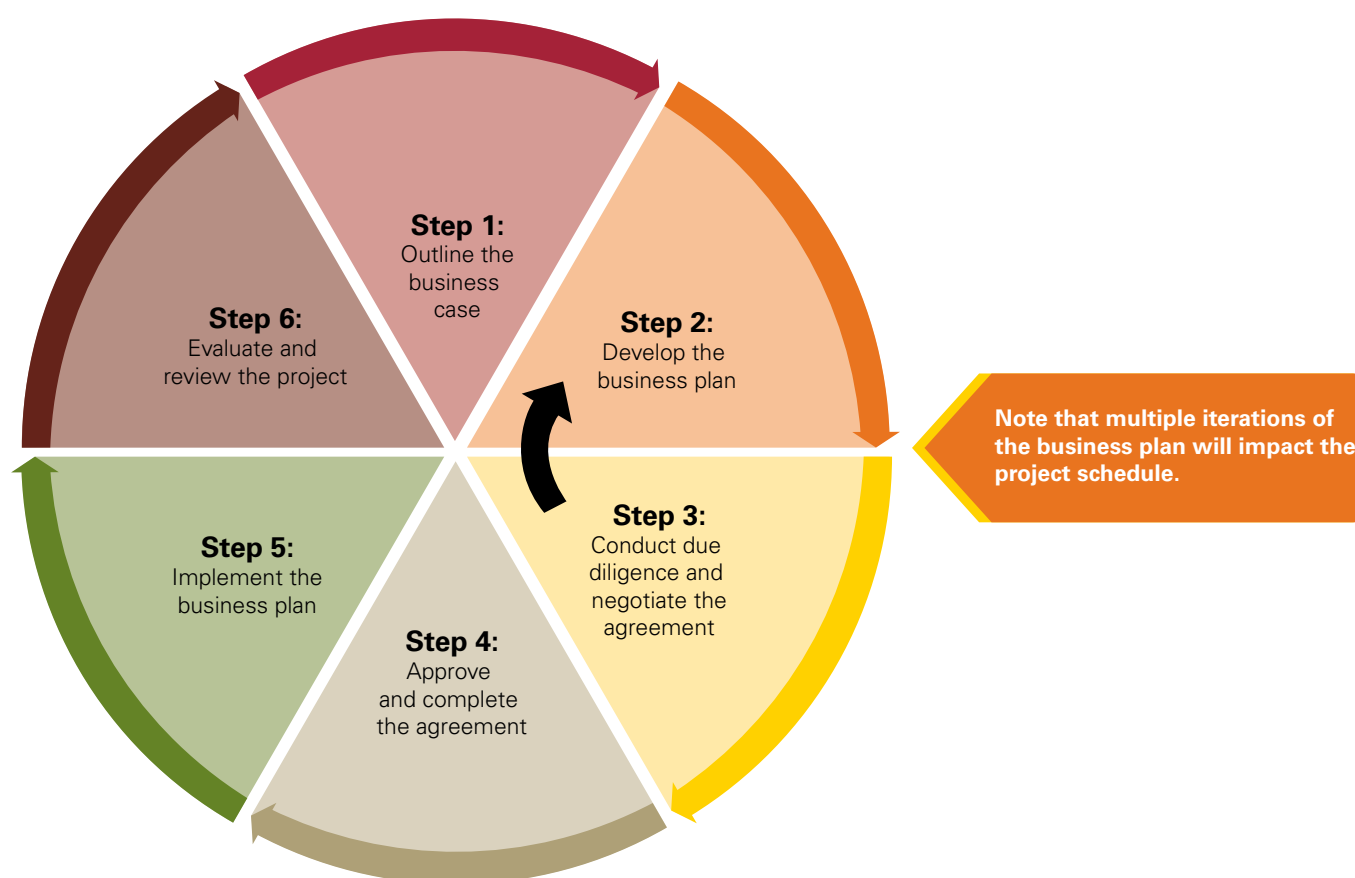 Step 1:
Outline the
business
case
Step 2:
Develop the
business plan
Step 3:
Conduct due
diligence and
negotiate the
agreement
Step 4:
Approve
and complete
the agreement
Step 5:
Implement the
business plan
Step 6:
Evaluate and
review the project
Note that multiple iterations of
the business plan will impact the
project schedule.